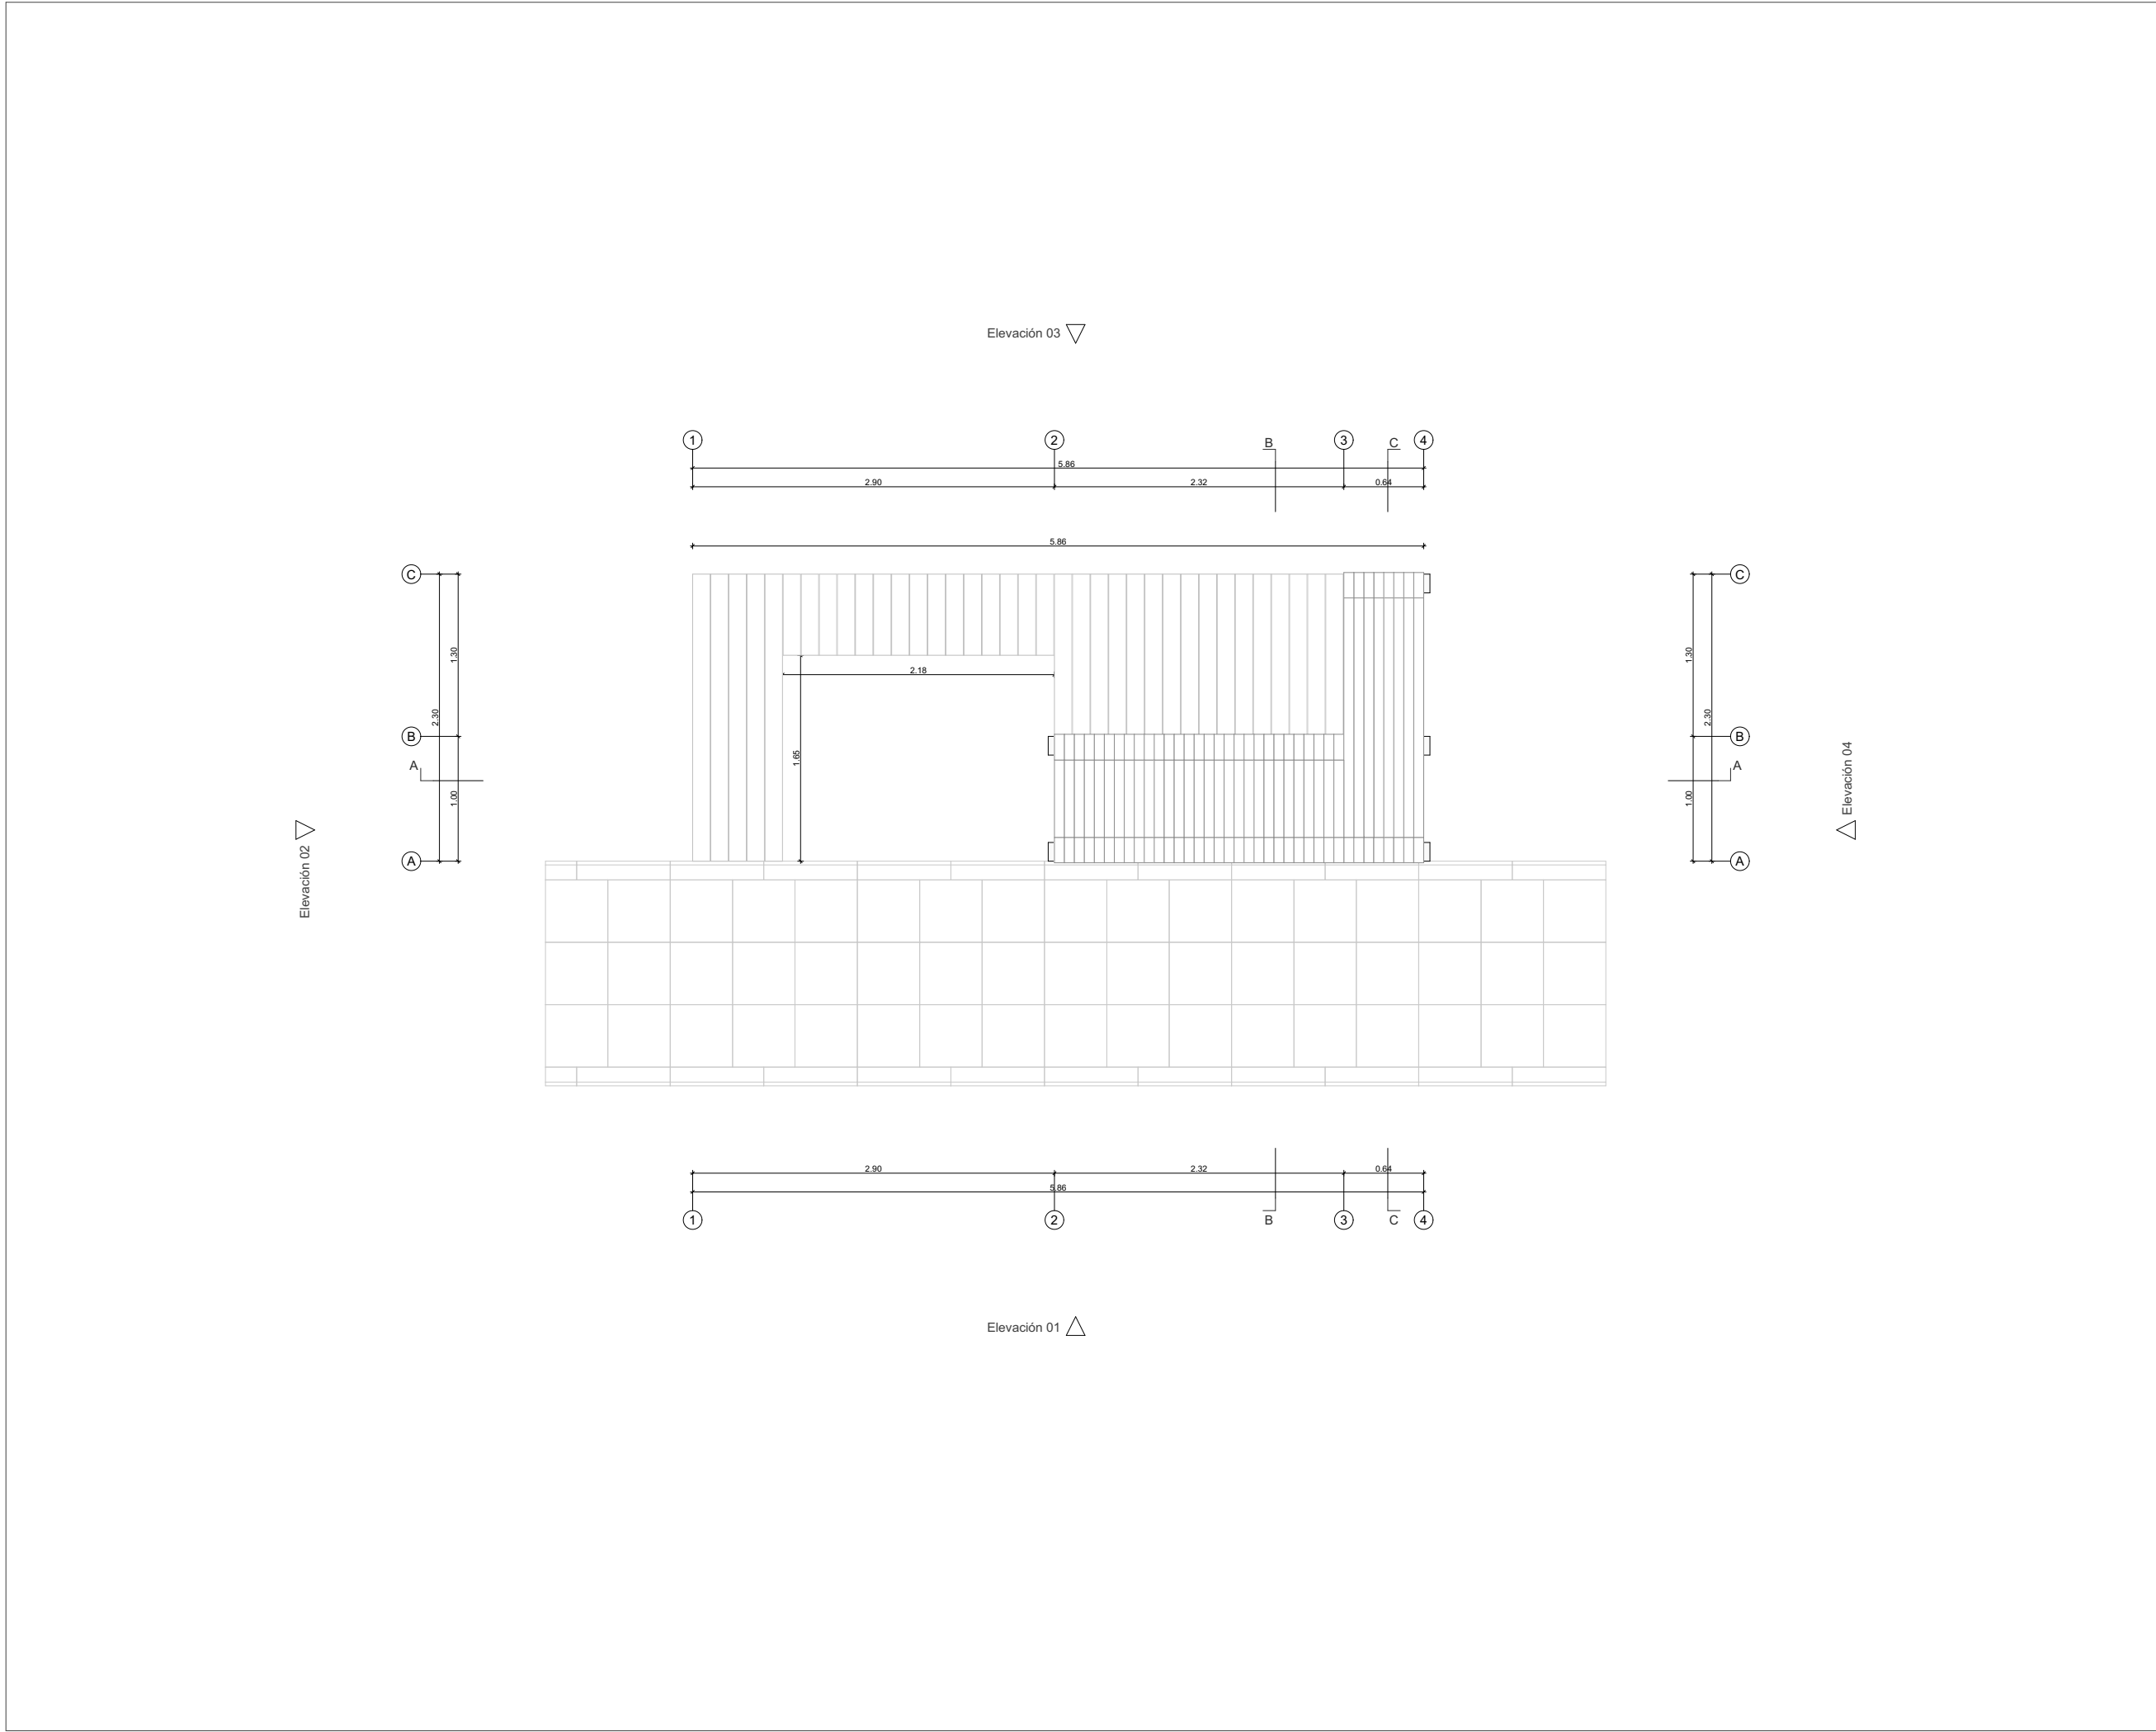 Elevación 03
1 2 B 3 C 4
5.86
2.90 2.32 0.64
5.86
C C
1.30 1.30
2.18
2.30 2.30
B B
1.65
A A
1.00 1.00
Elevación 04
Elevación 02
A A
2.90 2.32 0.64
5.86
1 2 B 3 C 4
Elevación 01